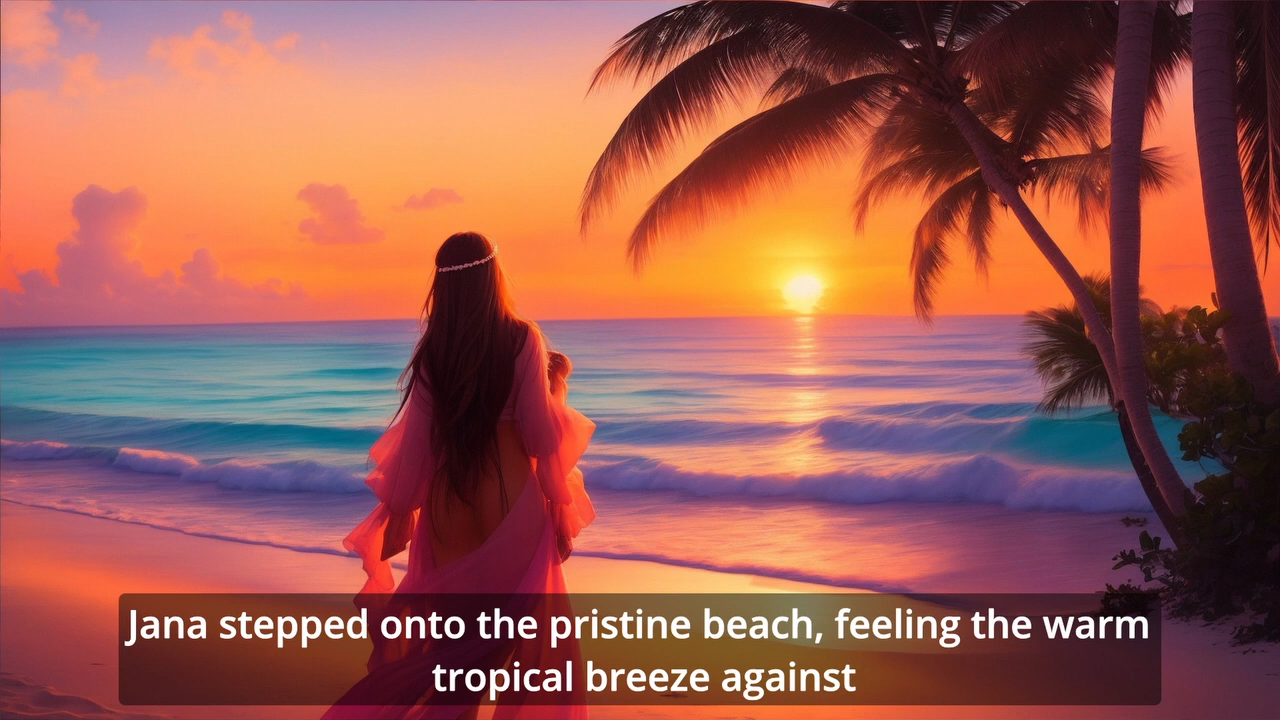 Jana stepped onto the pristine beach, feeling the warm
tropical breeze against